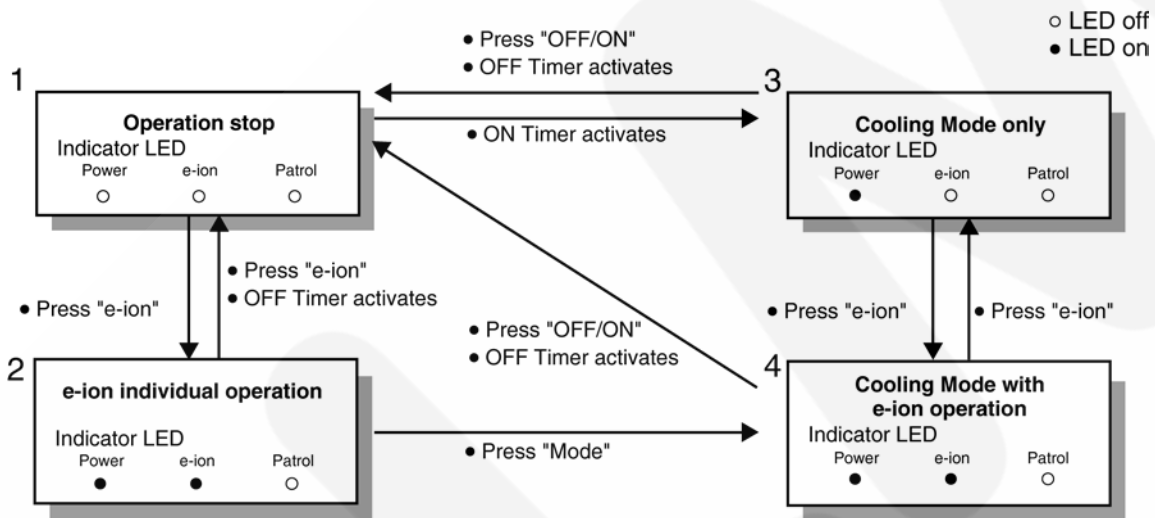 ○ LED off
● LED on
● Press "OFF/ON"
● OFF Timer activates
● ON Timer activates
1
Operation stop
Indicator LED
Power e-ion Patrol
3
Cooling Mode only
Indicator LED
Power e-ion Patrol
● Press "e-ion"
● Press "e-ion"
● OFF Timer activates
● Press "OFF/ON"
● OFF Timer activates
● Press "e-ion"
● Press "e-ion"
2
e-ion individual operation
Indicator LED
Power e-ion Patrol
● Press "Mode"
4
Cooling Mode with
e-ion operation
Indicator LED
Power e-ion Patrol